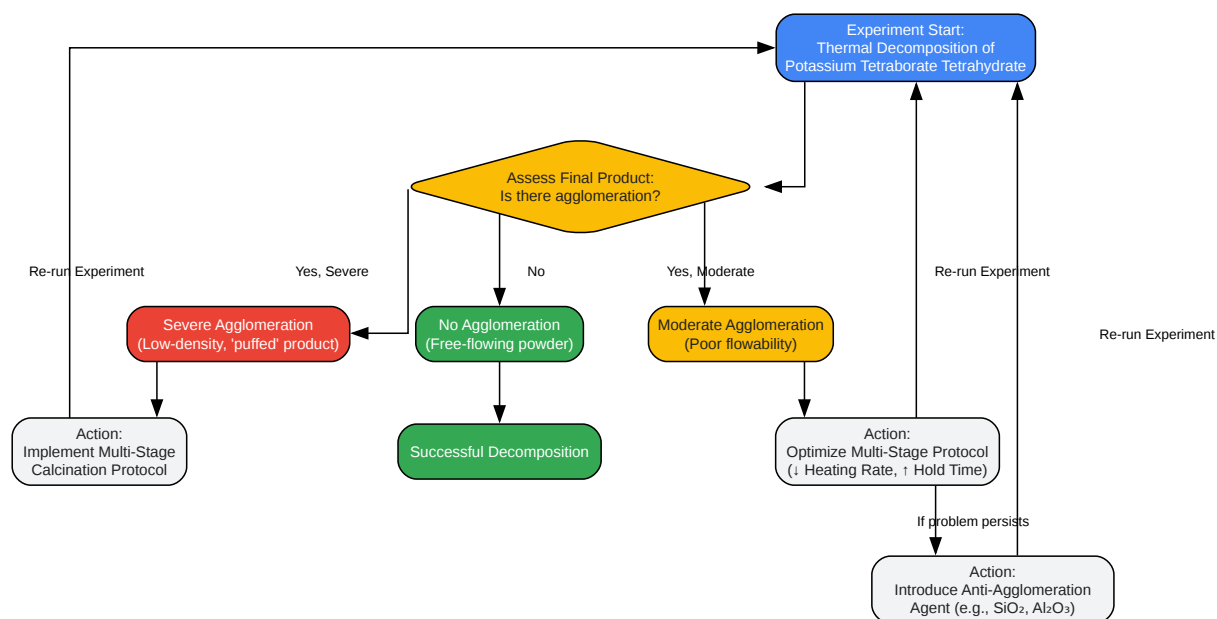 Experiment Start:
Thermal Decomposition of
Potassium Tetraborate Tetrahydrate
Assess Final Product:
Is there agglomeration?
Re-run Experiment
Yes, Severe
No
Yes, Moderate
Re-run Experiment
Re-run Experiment
Severe Agglomeration
(Low-density, 'puffed' product)
No Agglomeration
(Free-flowing powder)
Moderate Agglomeration
(Poor flowability)
Action:
Implement Multi-Stage
Calcination Protocol
Successful Decomposition
Action:
Optimize Multi-Stage Protocol
(↓ Heating Rate, ↑ Hold Time)
If problem persists
Action:
Introduce Anti-Agglomeration
Agent (e.g., SiO₂, Al₂O₃)